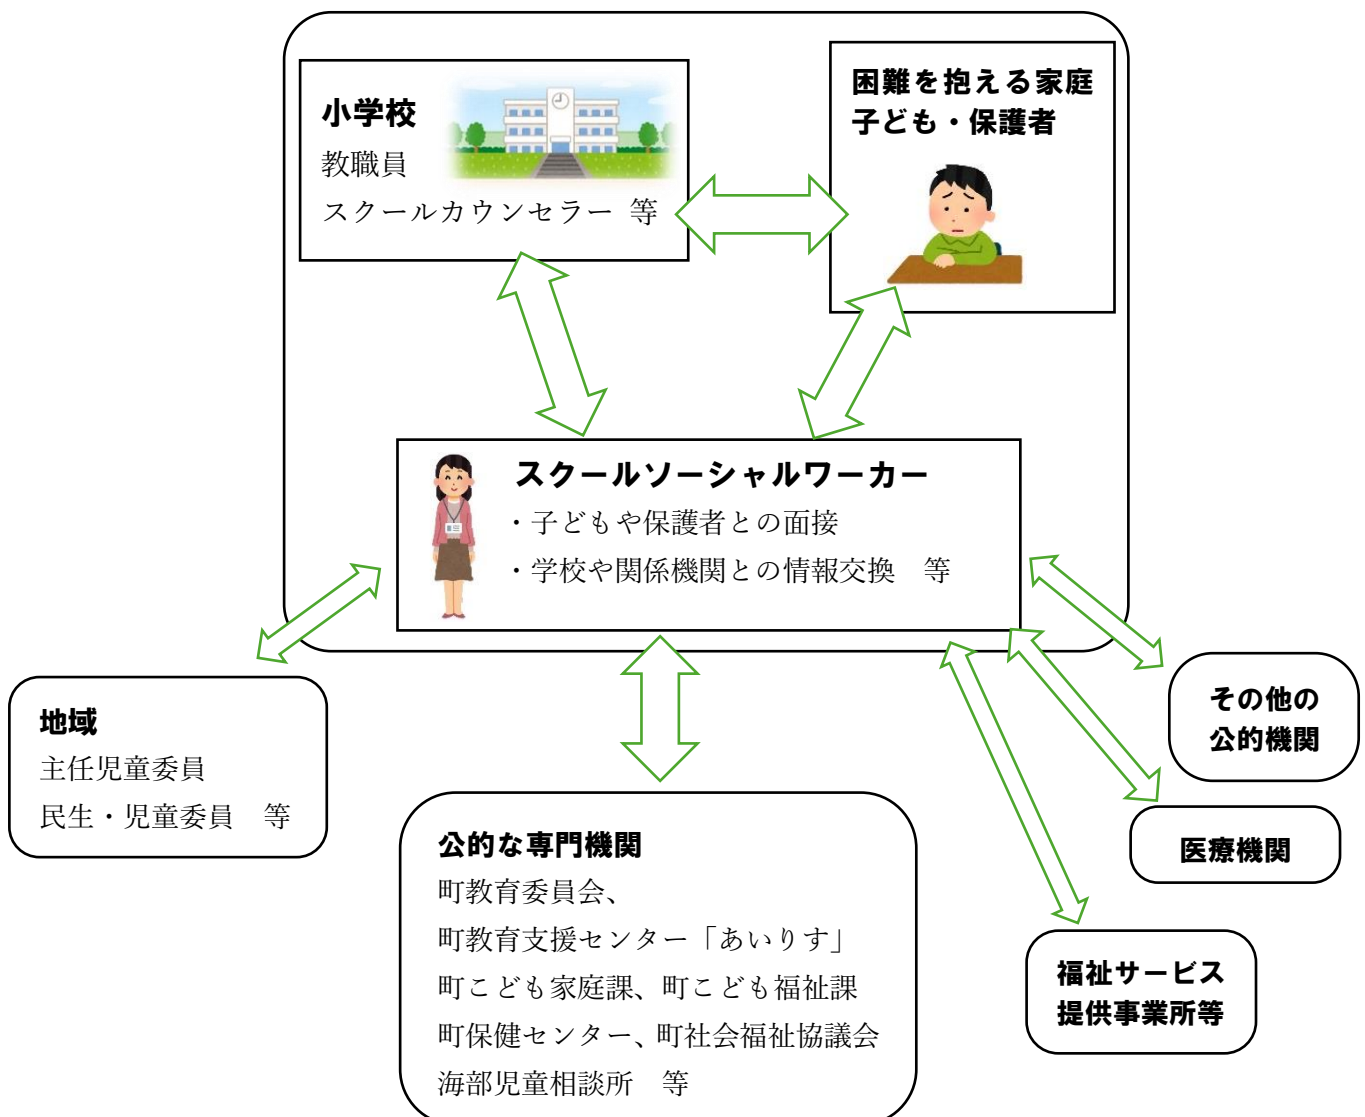 小学校
教職員
スクールカウンセラー 等
困難を抱える家庭
子ども・保護者
スクールソーシャルワーカー
・子どもや保護者との面接
・学校や関係機関との情報交換　等
地域
主任児童委員
民生・児童委員　等
公的な専門機関
町教育委員会、
町教育支援センター「あいりす」
町こども家庭課、町こども福祉課
町保健センター、町社会福祉協議会
海部児童相談所　等
その他の
公的機関
医療機関
福祉サービス
提供事業所等